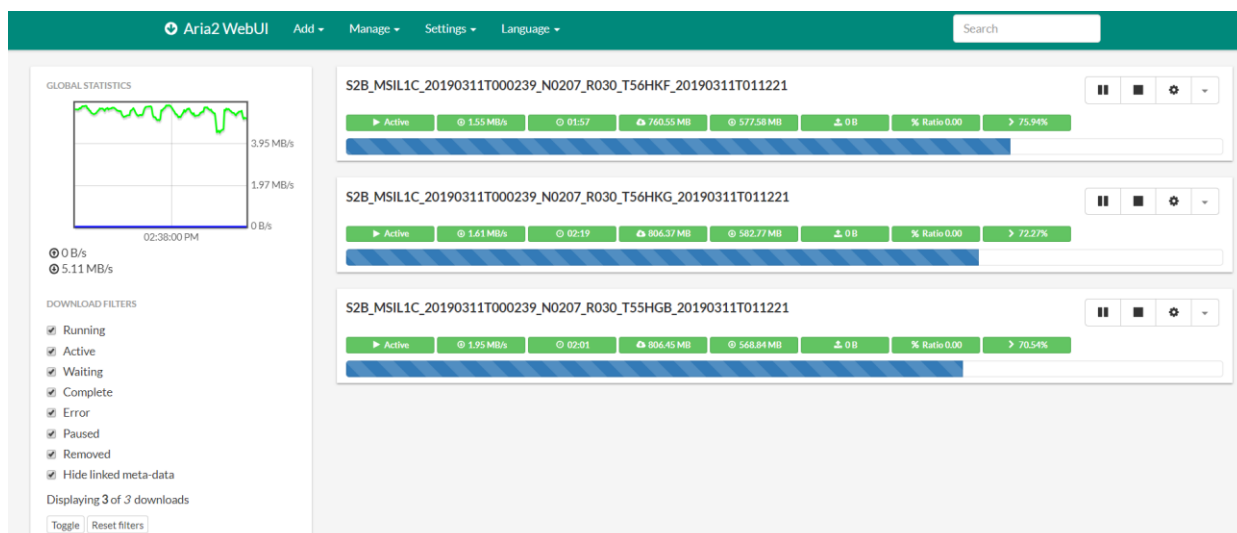 Aria2 WebUI Add Manage Settings Language Search
GLOBAL STATISTICS
3.95 MB/s
1.97 MB/s
0 B/s
02:38:00 PM
0 B/s
5.11 MB/s
DOWNLOAD FILTERS
Running
Active
Waiting
Complete
Error
Paused
Removed
Hide linked meta-data
Displaying 3 of 3 downloads
Toggle Reset filters
S2B_MSIL1C_20190311T000239_N0207_R030_T56HKF_20190311T011221
Active 1.55 MB/s 01:57 760.55 MB 577.58 MB 0 B % Ratio 0.00 75.94%
S2B_MSIL1C_20190311T000239_N0207_R030_T56HKG_20190311T011221
Active 1.61 MB/s 02:19 806.37 MB 582.77 MB 0 B % Ratio 0.00 72.27%
S2B_MSIL1C_20190311T000239_N0207_R030_T55HGB_20190311T011221
Active 1.95 MB/s 02:01 806.45 MB 568.84 MB 0 B % Ratio 0.00 70.54%